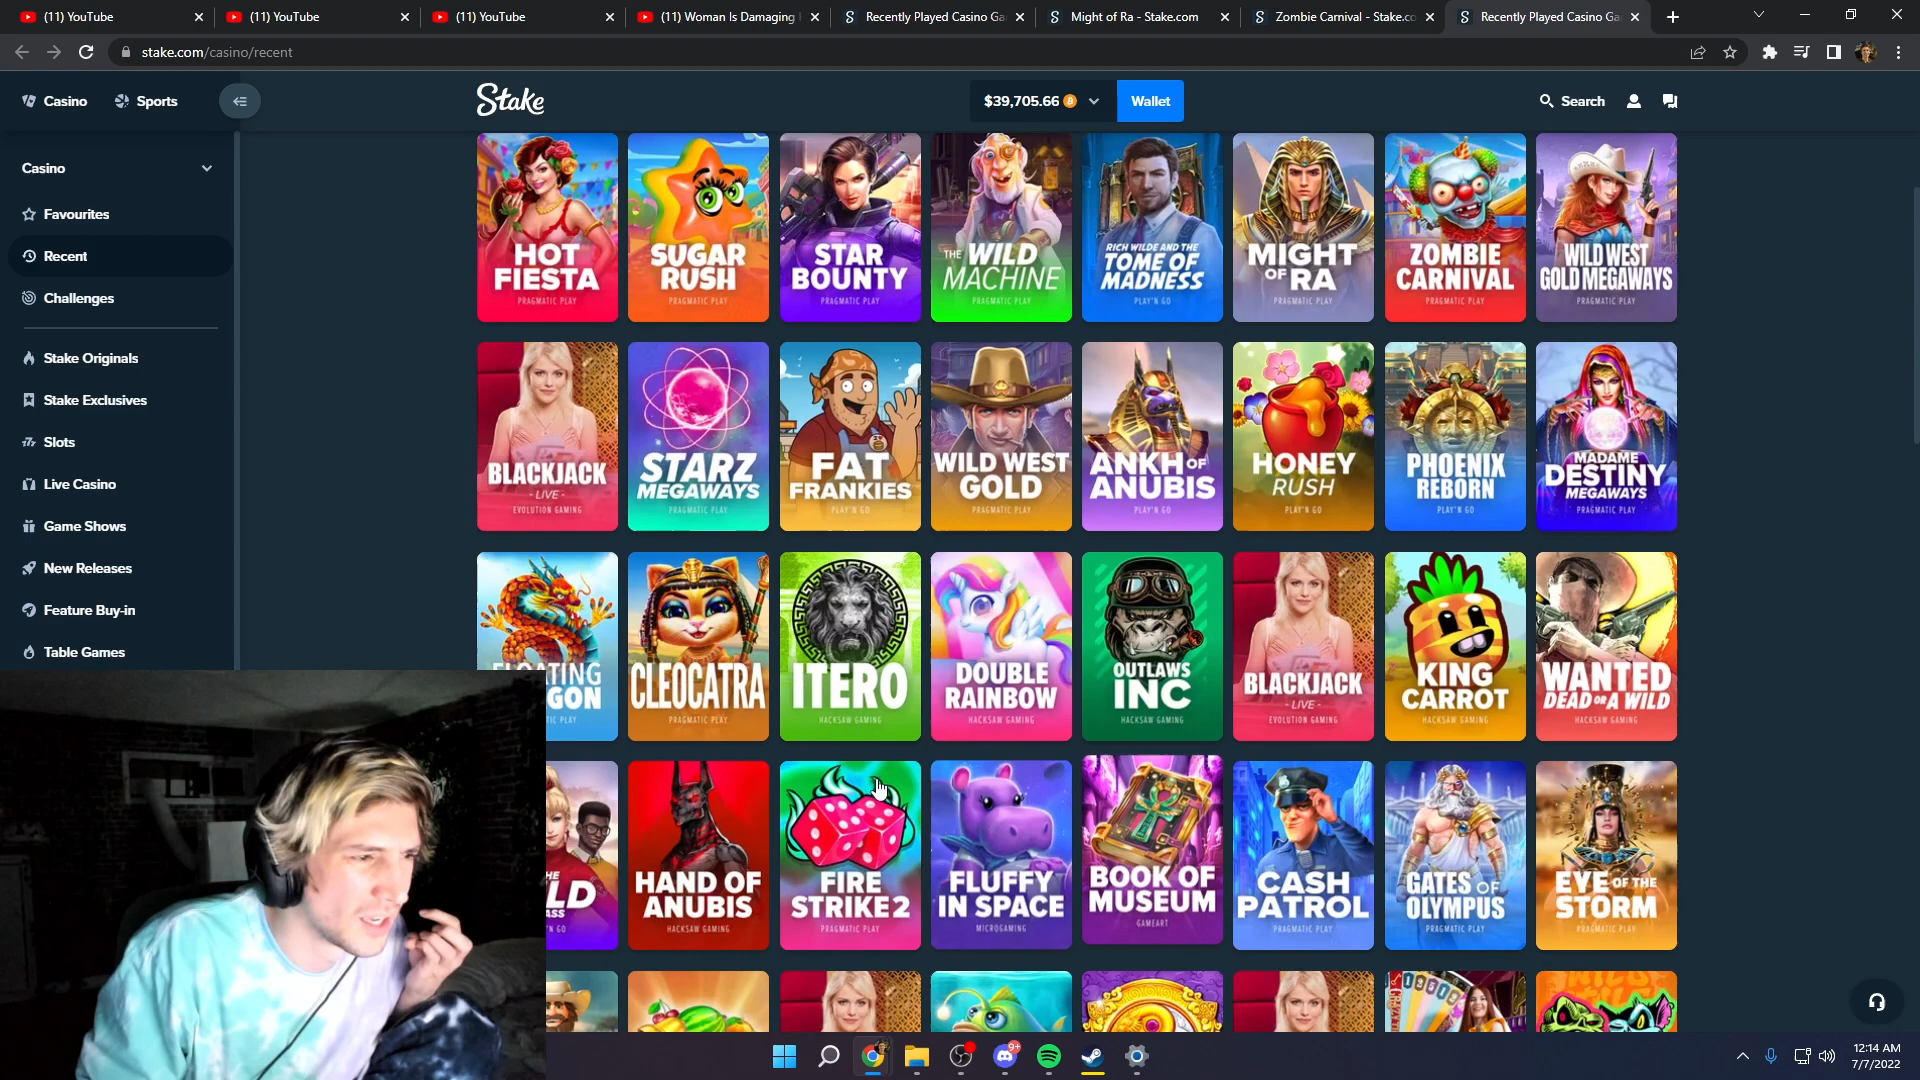 (11) YouTube
(11) YouTube
(11) YouTube
(11) Woman Is Damaging
Recently Played Casino Ga
Might of Ra - Stake.com
Zombie Carnival - Stake.co
Recently Played Casino Ga
stake.com/casino/recent
Casino
Sports
Stake
$39,705.66
Wallet
Search
Casino
Favourites
Recent
Challenges
Stake Originals
Stake Exclusives
Slots
Live Casino
Game Shows
New Releases
Feature Buy-in
Table Games
HOT
FIESTA
PRAGMATIC PLAY
SUGAR
RUSH
PRAGMATIC PLAY
STAR
BOUNTY
PRAGMATIC PLAY
THE WILD
MACHINE
PRAGMATIC PLAY
RICH WILDE AND THE
TOME OF
MADNESS
PLAY'N GO
MIGHT
OF RA
PRAGMATIC PLAY
ZOMBIE
CARNIVAL
PRAGMATIC PLAY
WILD WEST
GOLD MEGAWAYS
PRAGMATIC PLAY
BLACKJACK
- LIVE -
EVOLUTION GAMING
STARZ
MEGAWAYS
PRAGMATIC PLAY
FAT
FRANKIES
PLAY'N GO
WILD WEST
GOLD
PRAGMATIC PLAY
ANKH OF
ANUBIS
PLAY'N GO
HONEY
RUSH
PLAY'N GO
PHOENIX
REBORN
PLAY'N GO
MADAME
DESTINY
MEGAWAYS
PRAGMATIC PLAY
FLOATING
GON
IC PLAY
CLEOCATRA
PRAGMATIC PLAY
ITERO
HACKSAW GAMING
DOUBLE
RAINBOW
HACKSAW GAMING
OUTLAWS
INC
HACKSAW GAMING
BLACKJACK
- LIVE -
EVOLUTION GAMING
KING
CARROT
HACKSAW GAMING
WANTED
DEAD OR A WILD
HACKSAW GAMING
HE
LD
ASS
'N GO
HAND OF
ANUBIS
HACKSAW GAMING
FIRE
STRIKE 2
PRAGMATIC PLAY
FLUFFY
IN SPACE
MICROGAMING
BOOK OF
MUSEUM
GAMEART
CASH
PATROL
PRAGMATIC PLAY
GATES OF
OLYMPUS
PRAGMATIC PLAY
EYE OF THE
STORM
PRAGMATIC PLAY
9+
12:14 AM
7/7/2022